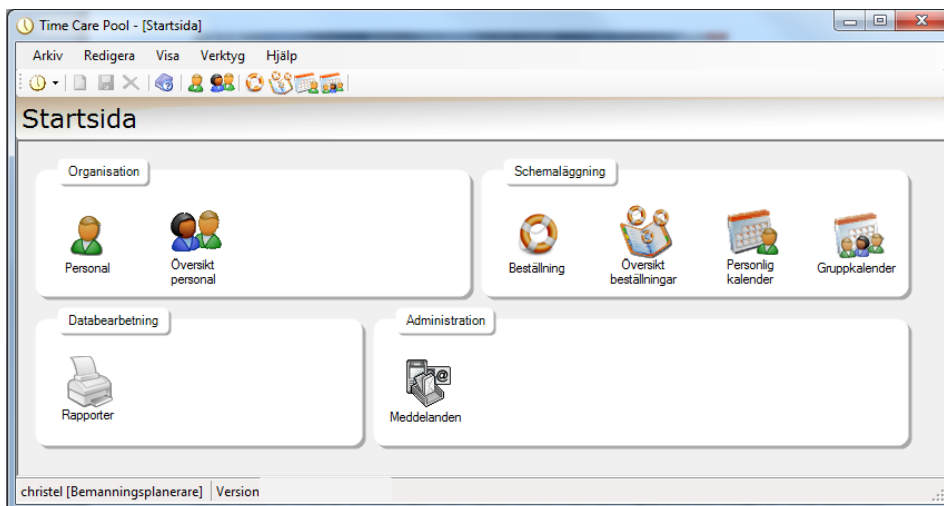 Time Care Pool - [Startsida]
Arkiv Redigera Visa Verktyg Hjälp
Startsida
Organisation
Personal
Översikt
personal
Schemaläggning
Beställning
Översikt
beställningar
Personlig
kalender
Gruppkalender
Databearbetning
Rapporter
Administration
Meddelanden
christel [Bemanningsplanerare] Version